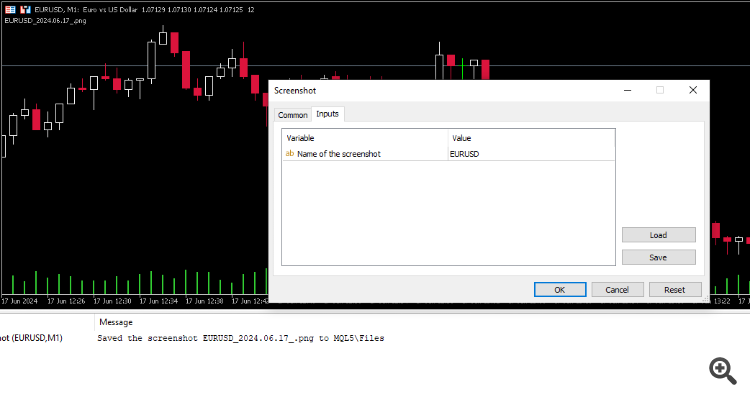 EURUSD, M1: Euro vs US Dollar 1.07129 1.07130 1.07124 1.07125 12
EURUSD_2024.06.17_.png
Screenshot
Common Inputs
Variable Value
ab Name of the screenshot EURUSD
Load
Save
OK Cancel Reset
17 Jun 2024 17 Jun 12:26 17 Jun 12:30 17 Jun 12:34 17 Jun 12:38 17 Jun 12:42 13:22 17 J
Message
ot (EURUSD,M1) Saved the screenshot EURUSD_2024.06.17_.png to MQL5\Files